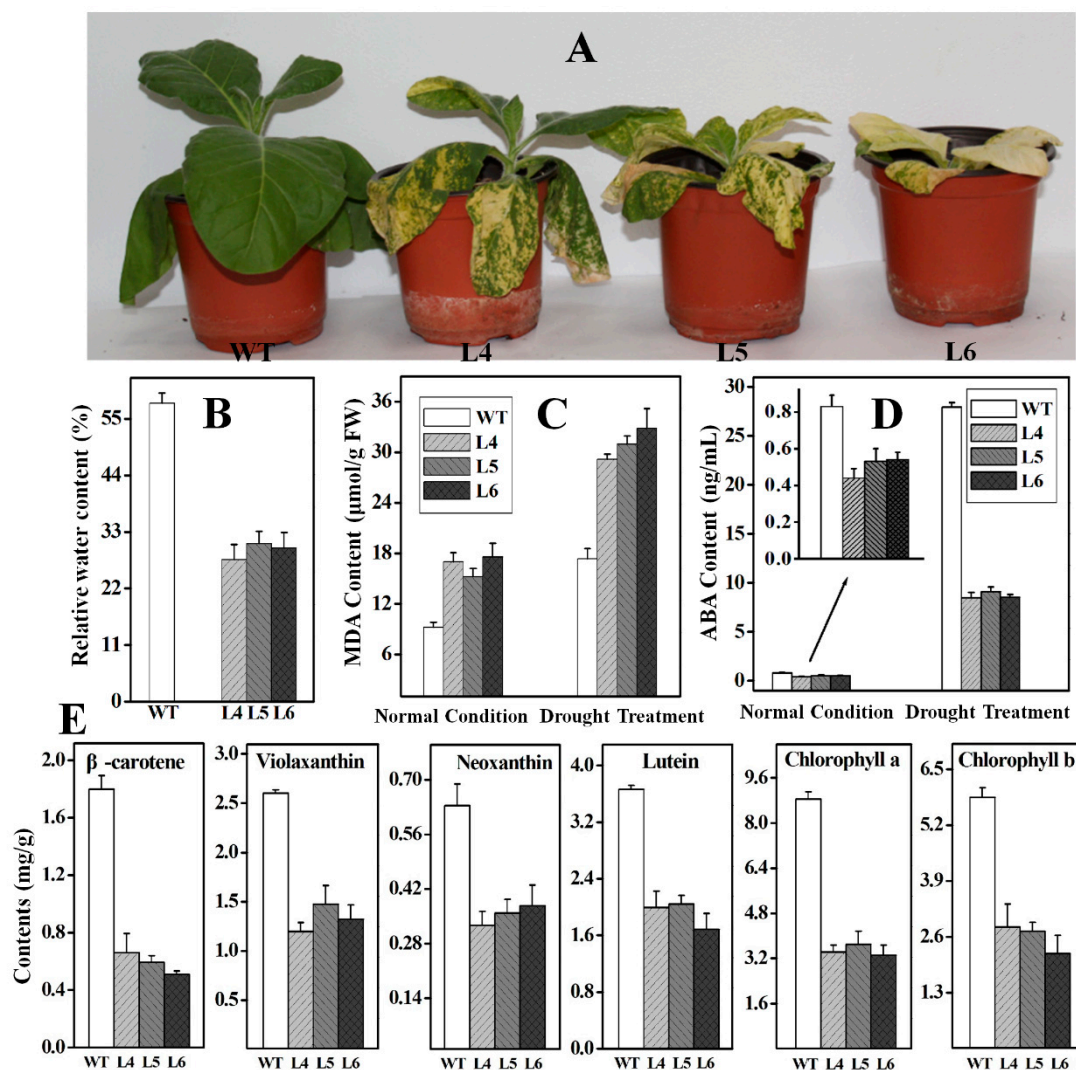 A
WT L4 L5 L6
B
Relative water content (%)
55
44
33
22
11
0
WT L4 L5 L6
C
MDA Content (μmol/g FW)
36
30
24
18
12
6
WT
L4
L5
L6
Normal Condition Drought Treatment
D
ABA Content (ng/mL)
30
25
20
15
10
5
0
0.8
0.6
0.4
0.2
0.0
WT
L4
L5
L6
Normal Condition Drought Treatment
E
Contents (mg/g)
β -carotene
2.0
1.6
1.2
0.8
0.4
WT L4 L5 L6
Violaxanthin
3.0
2.5
2.0
1.5
1.0
0.5
WT L4 L5 L6
Neoxanthin
0.70
0.56
0.42
0.28
0.14
WT L4 L5 L6
Lutein
3.2
2.4
1.6
0.8
0.0
WT L4 L5 L6
Chlorophyll a
9.6
8.0
6.4
4.8
3.2
1.6
WT L4 L5 L6
Chlorophyll b
6.5
5.2
3.9
2.6
1.3
WT L4 L5 L6